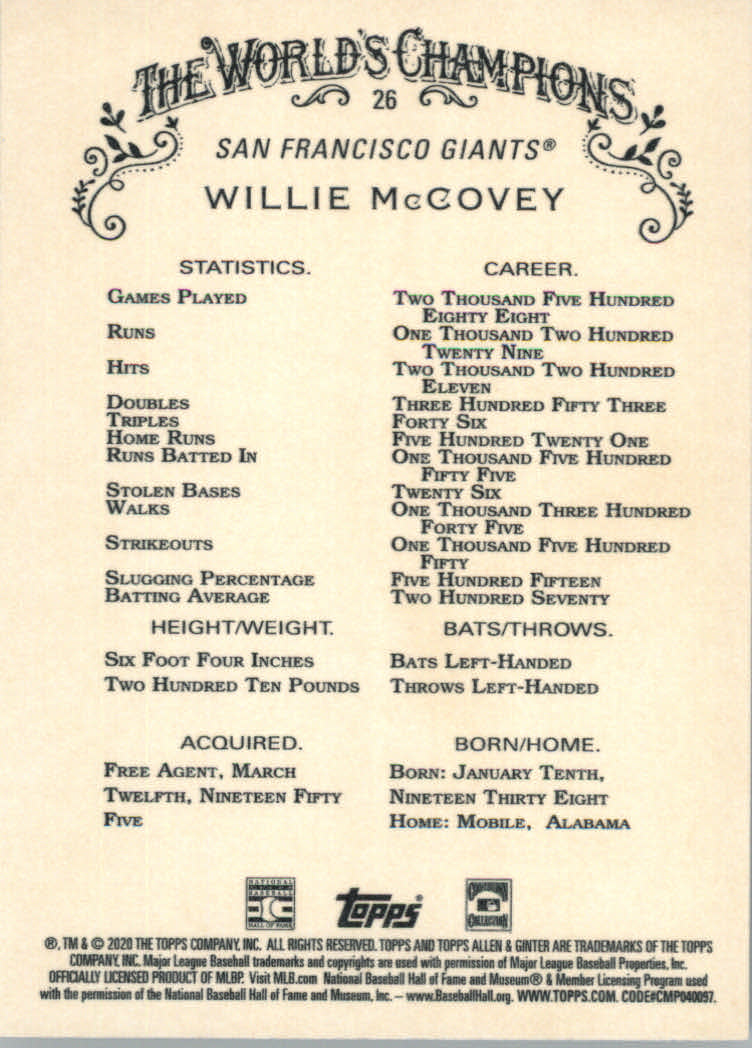 THE WORLD'S CHAMPIONS
26
SAN FRANCISCO GIANTS®
WILLIE McCOVEY
STATISTICS.
CAREER.
GAMES PLAYED
TWO THOUSAND FIVE HUNDRED
EIGHTY EIGHT
RUNS
ONE THOUSAND TWO HUNDRED
TWENTY NINE
HITS
TWO THOUSAND TWO HUNDRED
ELEVEN
DOUBLES
THREE HUNDRED FIFTY THREE
TRIPLES
FORTY SIX
HOME RUNS
FIVE HUNDRED TWENTY ONE
RUNS BATTED IN
ONE THOUSAND FIVE HUNDRED
FIFTY FIVE
STOLEN BASES
TWENTY SIX
WALKS
ONE THOUSAND THREE HUNDRED
FORTY FIVE
STRIKEOUTS
ONE THOUSAND FIVE HUNDRED
FIFTY
SLUGGING PERCENTAGE
FIVE HUNDRED FIFTEEN
BATTING AVERAGE
TWO HUNDRED SEVENTY
HEIGHT/WEIGHT.
SIX FOOT FOUR INCHES
TWO HUNDRED TEN POUNDS
BATS/THROWS.
BATS LEFT-HANDED
THROWS LEFT-HANDED
ACQUIRED.
FREE AGENT, MARCH
TWELFTH, NINETEEN FIFTY
FIVE
BORN/HOME.
BORN: JANUARY TENTH,
NINETEEN THIRTY EIGHT
HOME: MOBILE, ALABAMA
NATIONAL
BASEBALL
HALL OF FAME
topps®
COOPERSTOWN
COLLECTION
®, TM & © 2020 THE TOPPS COMPANY, INC. ALL RIGHTS RESERVED. TOPPS AND TOPPS ALLEN & GINTER ARE TRADEMARKS OF THE TOPPS
COMPANY, INC. Major League Baseball trademarks and copyrights are used with permission of Major League Baseball Properties, Inc.
OFFICIALLY LICENSED PRODUCT OF MLBP. Visit MLB.com National Baseball Hall of Fame and Museum® & Member Licensing Program used
with the permission of the National Baseball Hall of Fame and Museum, Inc. – www.BaseballHall.org. WWW.TOPPS.COM. CODE#CMP040097.